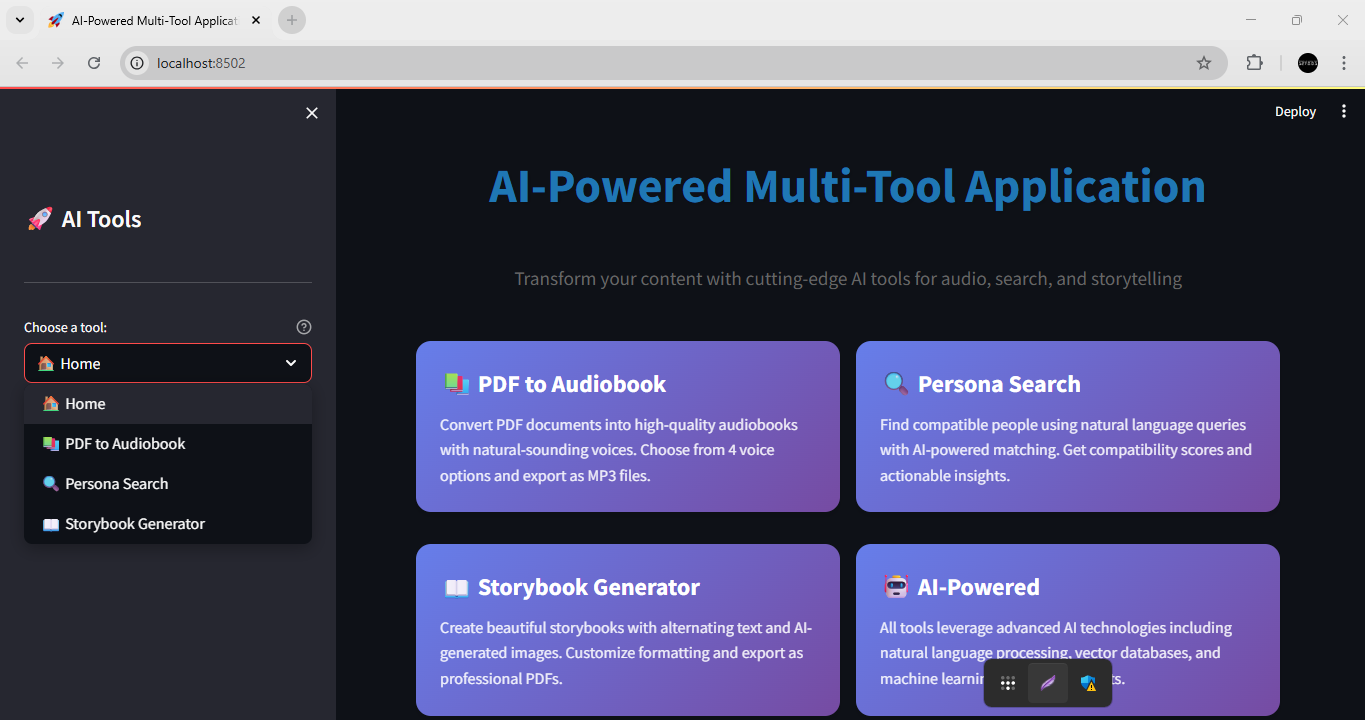 AI-Powered Multi-Tool Applicat
localhost:8502
Deploy
AI Tools
Choose a tool:
Home
Home
PDF to Audiobook
Persona Search
Storybook Generator
AI-Powered Multi-Tool Application
Transform your content with cutting-edge AI tools for audio, search, and storytelling
PDF to Audiobook
Convert PDF documents into high-quality audiobooks
with natural-sounding voices. Choose from 4 voice
options and export as MP3 files.
Persona Search
Find compatible people using natural language queries
with AI-powered matching. Get compatibility scores and
actionable insights.
Storybook Generator
Create beautiful storybooks with alternating text and AI-
generated images. Customize formatting and export as
professional PDFs.
AI-Powered
All tools leverage advanced AI technologies including
natural language processing, vector databases, and
machine